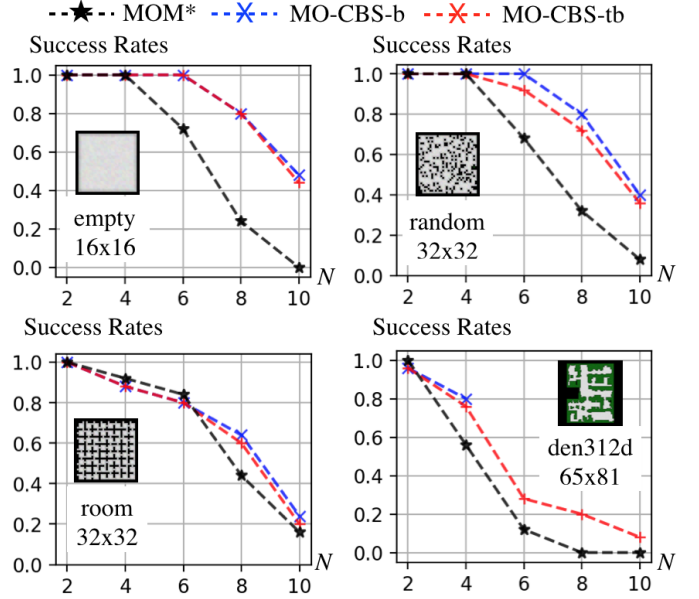 MOM* MO-CBS-b MO-CBS-tb
Success Rates
1.0
0.8
0.6
0.4
0.2
0.0
empty
16x16
2 4 6 8 10 N
Success Rates
1.0
0.8
0.6
0.4
0.2
0.0
random
32x32
2 4 6 8 10 N
Success Rates
1.0
0.8
0.6
0.4
0.2
0.0
room
32x32
2 4 6 8 10 N
Success Rates
1.0
0.8
0.6
0.4
0.2
0.0
den312d
65x81
2 4 6 8 10 N